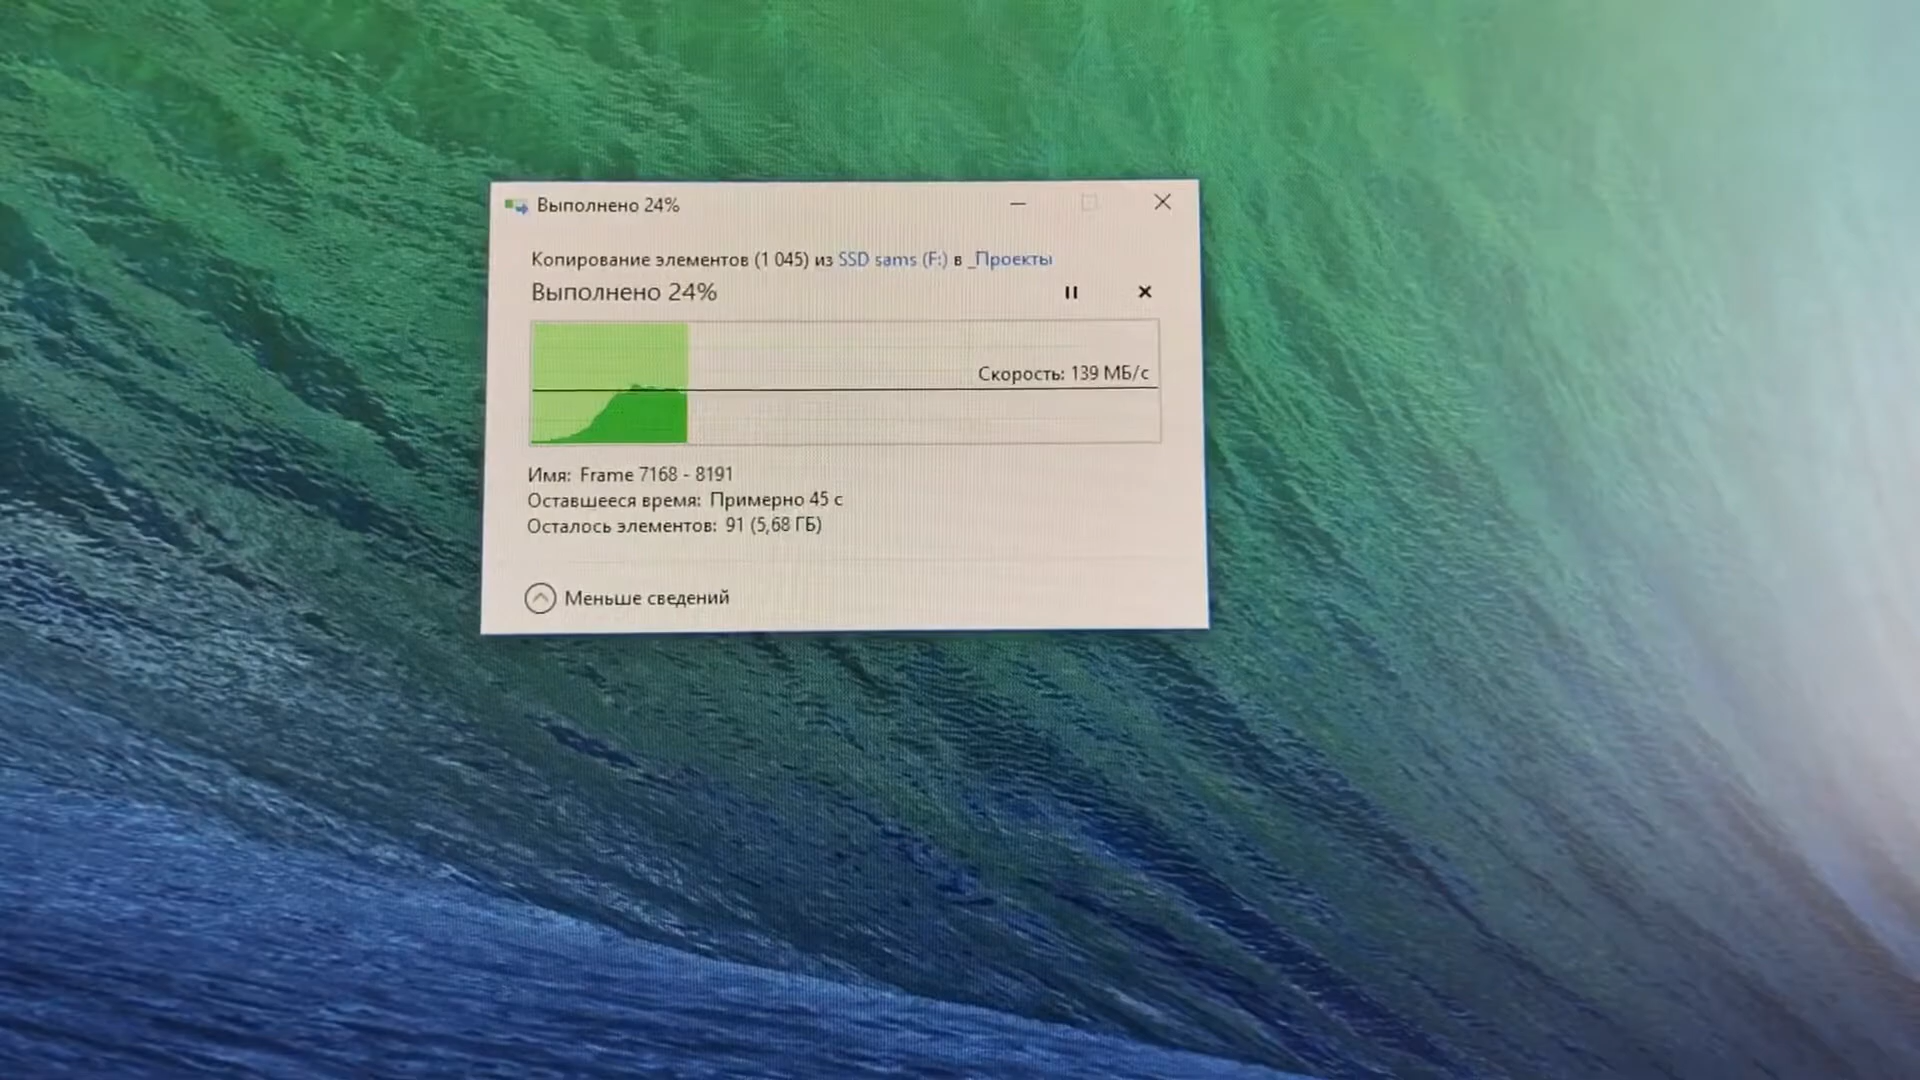 Выполнено 24%
Копирование элементов (1 045) из SSD sams (F:) в _Проекты
Выполнено 24%
Скорость: 139 МБ/с
Имя: Frame 7168 - 8191
Оставшееся время: Примерно 45 с
Осталось элементов: 91 (5,68 ГБ)
Меньше сведений